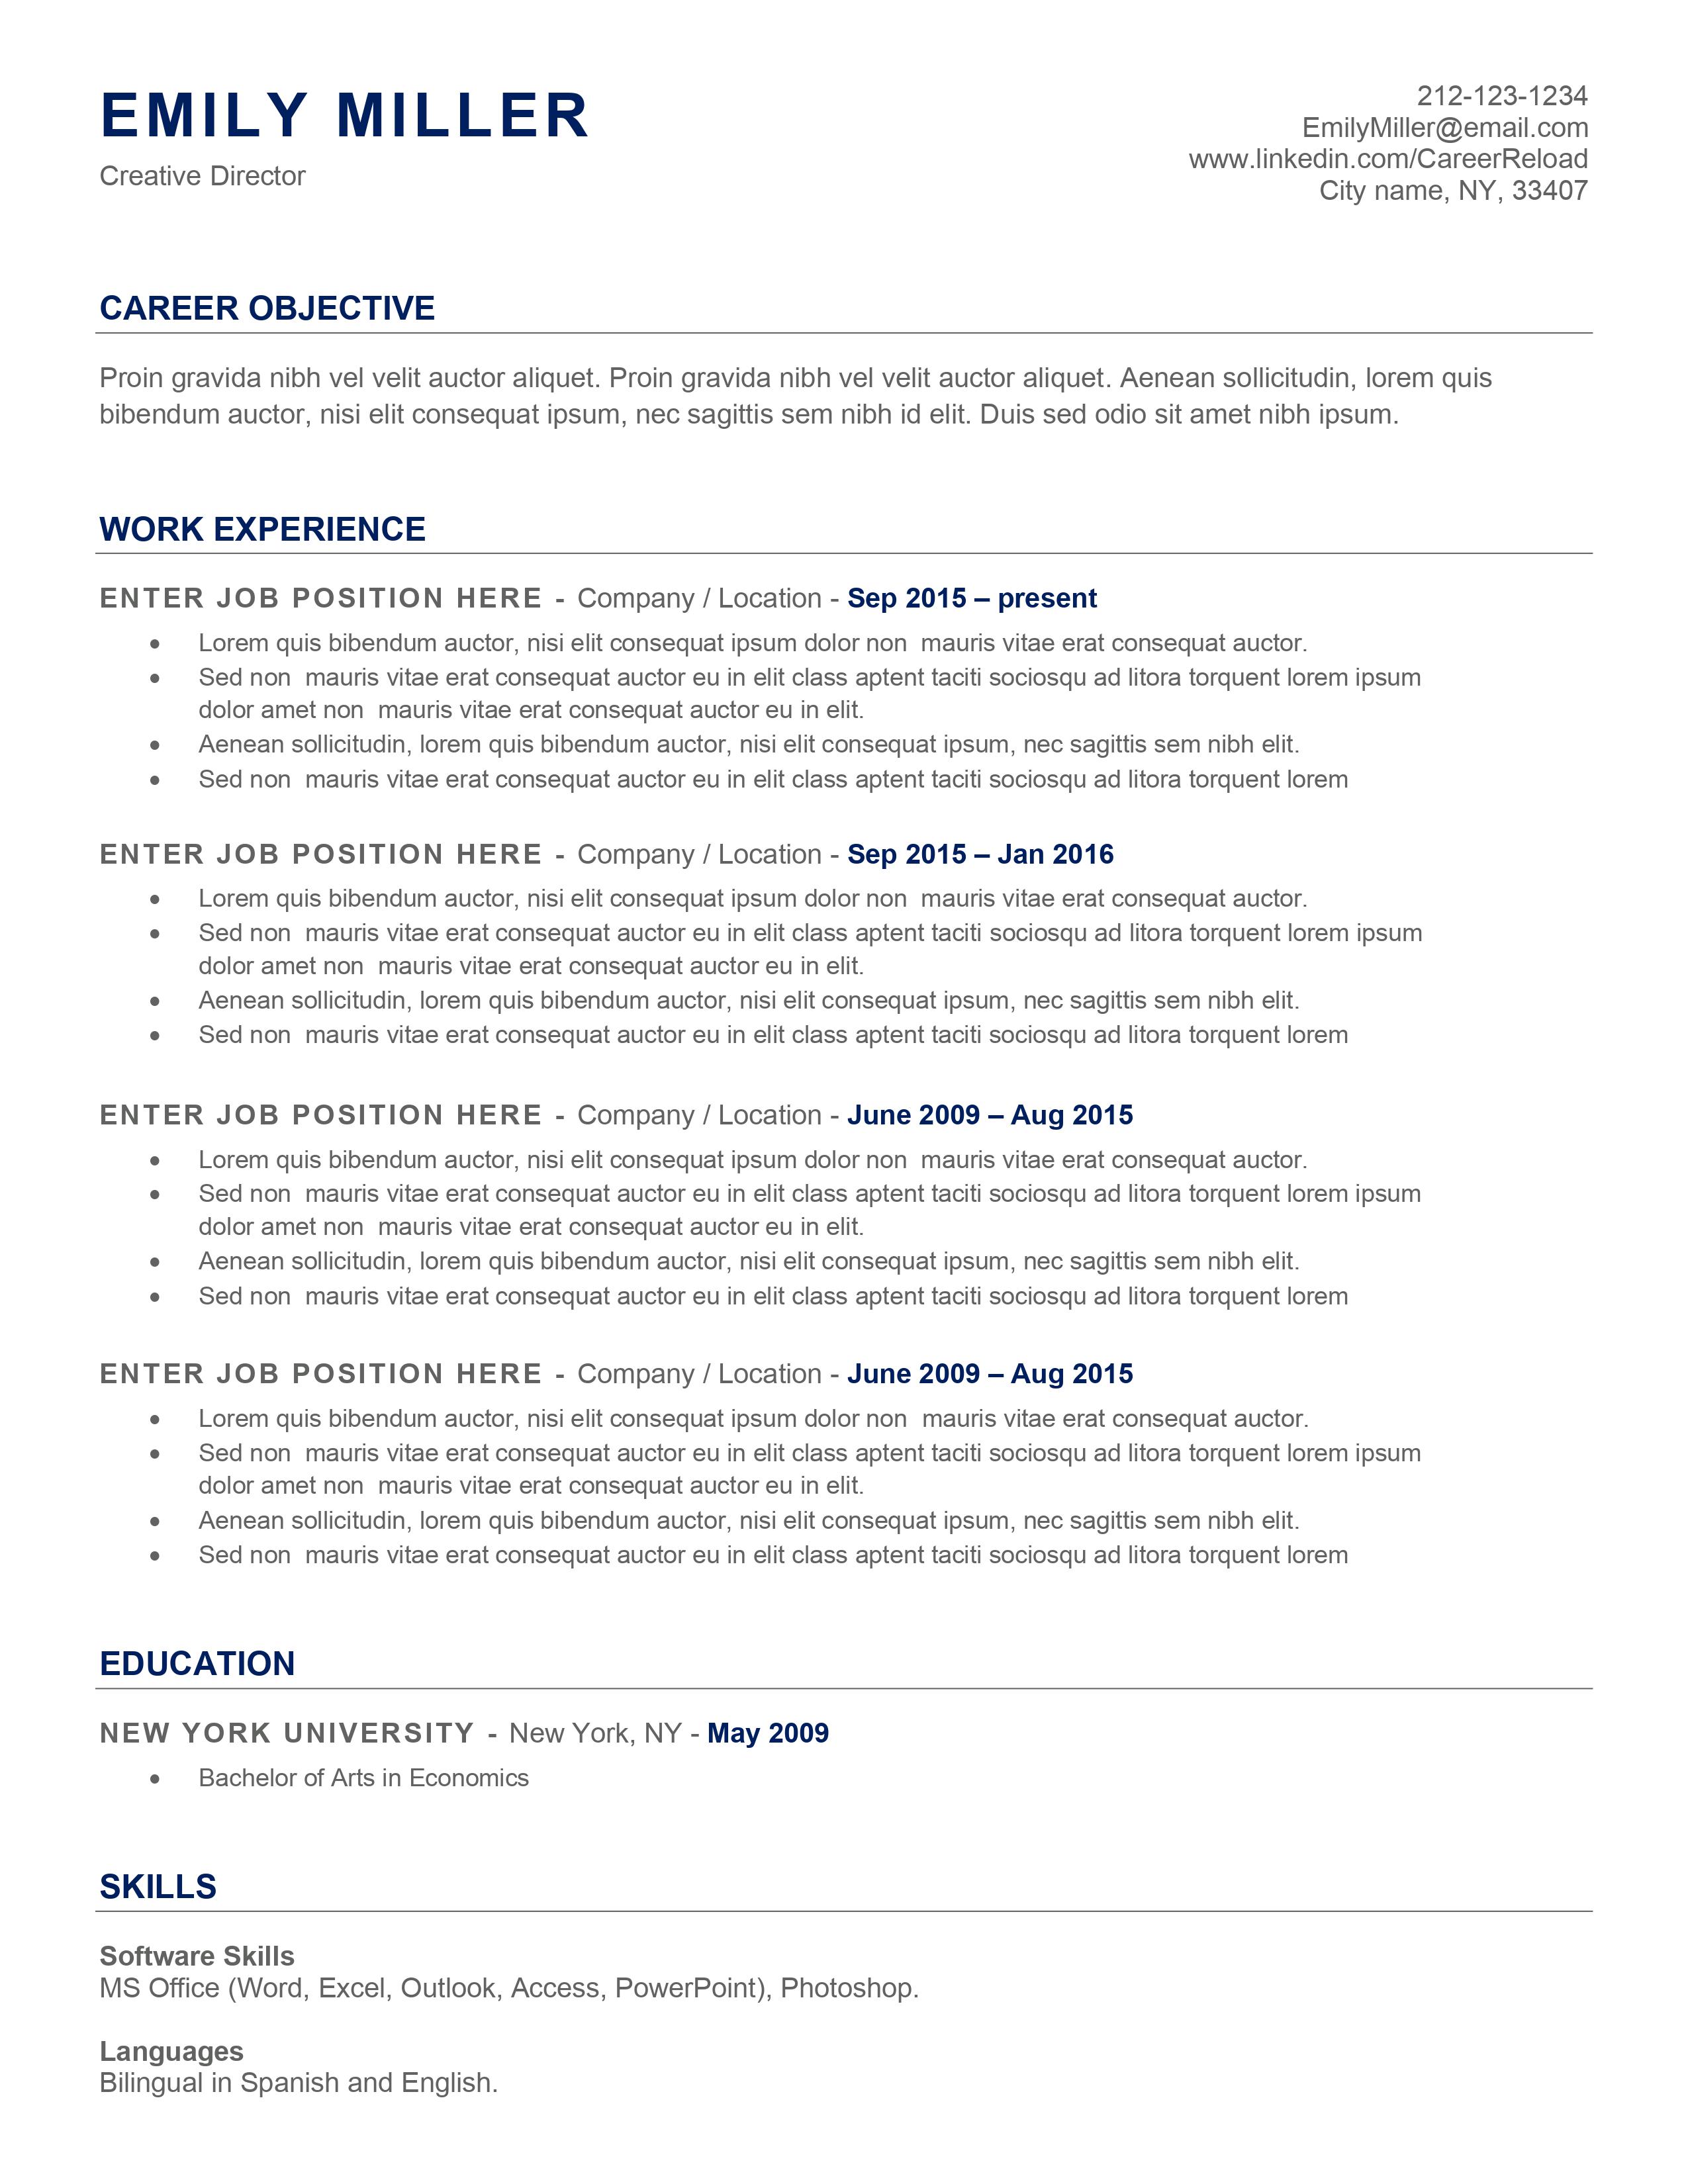 EMILY MILLER
Creative Director
212-123-1234
EmilyMiller@email.com
www.linkedin.com/CareerReload
City name, NY, 33407
CAREER OBJECTIVE
Proin gravida nibh vel velit auctor aliquet. Proin gravida nibh vel velit auctor aliquet. Aenean sollicitudin, lorem quis
bibendum auctor, nisi elit consequat ipsum, nec sagittis sem nibh id elit. Duis sed odio sit amet nibh ipsum.
WORK EXPERIENCE
ENTER JOB POSITION HERE - Company / Location - Sep 2015 – present
• Lorem quis bibendum auctor, nisi elit consequat ipsum dolor non  mauris vitae erat consequat auctor.
• Sed non  mauris vitae erat consequat auctor eu in elit class aptent taciti sociosqu ad litora torquent lorem ipsum
dolor amet non  mauris vitae erat consequat auctor eu in elit.
• Aenean sollicitudin, lorem quis bibendum auctor, nisi elit consequat ipsum, nec sagittis sem nibh elit.
• Sed non  mauris vitae erat consequat auctor eu in elit class aptent taciti sociosqu ad litora torquent lorem
ENTER JOB POSITION HERE - Company / Location - Sep 2015 – Jan 2016
• Lorem quis bibendum auctor, nisi elit consequat ipsum dolor non  mauris vitae erat consequat auctor.
• Sed non  mauris vitae erat consequat auctor eu in elit class aptent taciti sociosqu ad litora torquent lorem ipsum
dolor amet non  mauris vitae erat consequat auctor eu in elit.
• Aenean sollicitudin, lorem quis bibendum auctor, nisi elit consequat ipsum, nec sagittis sem nibh elit.
• Sed non  mauris vitae erat consequat auctor eu in elit class aptent taciti sociosqu ad litora torquent lorem
ENTER JOB POSITION HERE - Company / Location - June 2009 – Aug 2015
• Lorem quis bibendum auctor, nisi elit consequat ipsum dolor non  mauris vitae erat consequat auctor.
• Sed non  mauris vitae erat consequat auctor eu in elit class aptent taciti sociosqu ad litora torquent lorem ipsum
dolor amet non  mauris vitae erat consequat auctor eu in elit.
• Aenean sollicitudin, lorem quis bibendum auctor, nisi elit consequat ipsum, nec sagittis sem nibh elit.
• Sed non  mauris vitae erat consequat auctor eu in elit class aptent taciti sociosqu ad litora torquent lorem
ENTER JOB POSITION HERE - Company / Location - June 2009 – Aug 2015
• Lorem quis bibendum auctor, nisi elit consequat ipsum dolor non  mauris vitae erat consequat auctor.
• Sed non  mauris vitae erat consequat auctor eu in elit class aptent taciti sociosqu ad litora torquent lorem ipsum
dolor amet non  mauris vitae erat consequat auctor eu in elit.
• Aenean sollicitudin, lorem quis bibendum auctor, nisi elit consequat ipsum, nec sagittis sem nibh elit.
• Sed non  mauris vitae erat consequat auctor eu in elit class aptent taciti sociosqu ad litora torquent lorem
EDUCATION
NEW YORK UNIVERSITY - New York, NY - May 2009
• Bachelor of Arts in Economics
SKILLS
Software Skills
MS Office (Word, Excel, Outlook, Access, PowerPoint), Photoshop.
Languages
Bilingual in Spanish and English.